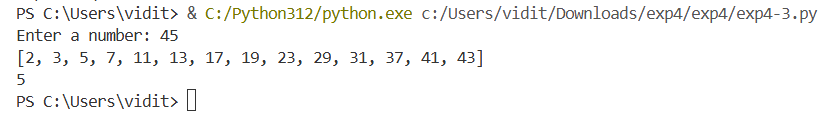 PS C:\Users\vidit> & C:/Python312/python.exe c:/Users/vidit/Downloads/exp4/exp4/exp4-3.py
Enter a number: 45
[2, 3, 5, 7, 11, 13, 17, 19, 23, 29, 31, 37, 41, 43]
5
PS C:\Users\vidit>